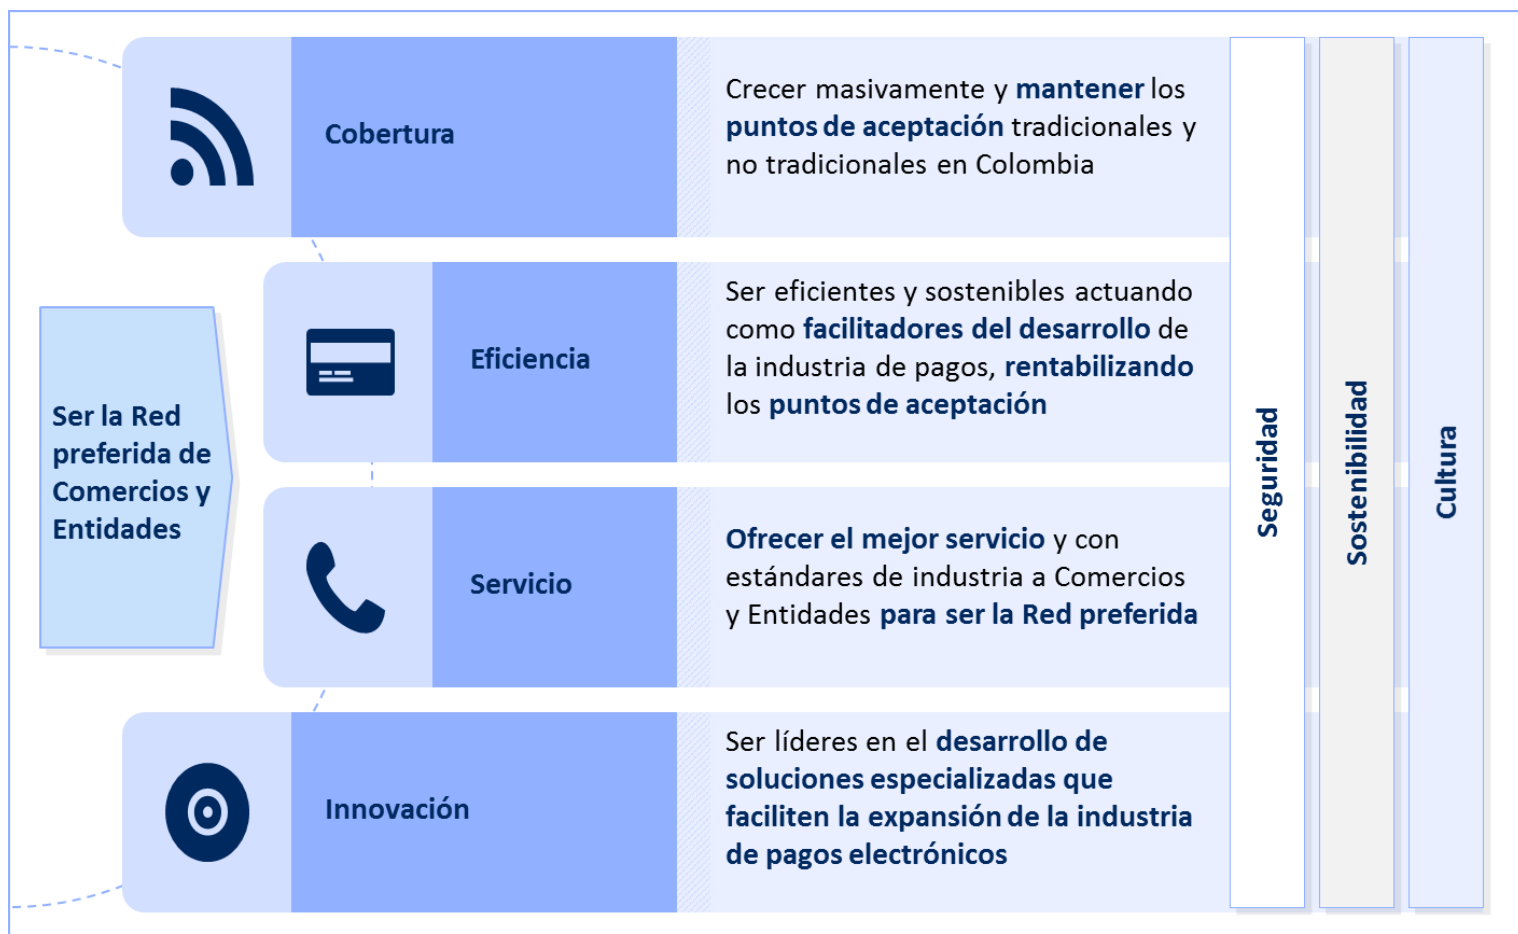 Cobertura
Crecer masivamente y mantener los
puntos de aceptación tradicionales y
no tradicionales en Colombia
Ser la Red
preferida de
Comercios y
Entidades
Eficiencia
Ser eficientes y sostenibles actuando
como facilitadores del desarrollo de
la industria de pagos, rentabilizando
los puntos de aceptación
Servicio
Ofrecer el mejor servicio y con
estándares de industria a Comercios
y Entidades para ser la Red preferida
Innovación
Ser líderes en el desarrollo de
soluciones especializadas que
faciliten la expansión de la industria
de pagos electrónicos
Seguridad
Sostenibilidad
Cultura